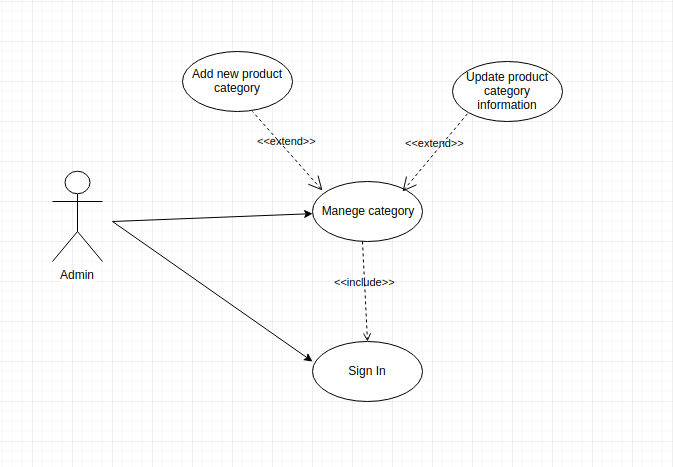 Add new product
category
Update product
category
information
<<extend>>
<<extend>>
Manege category
Admin
<<include>>
Sign In